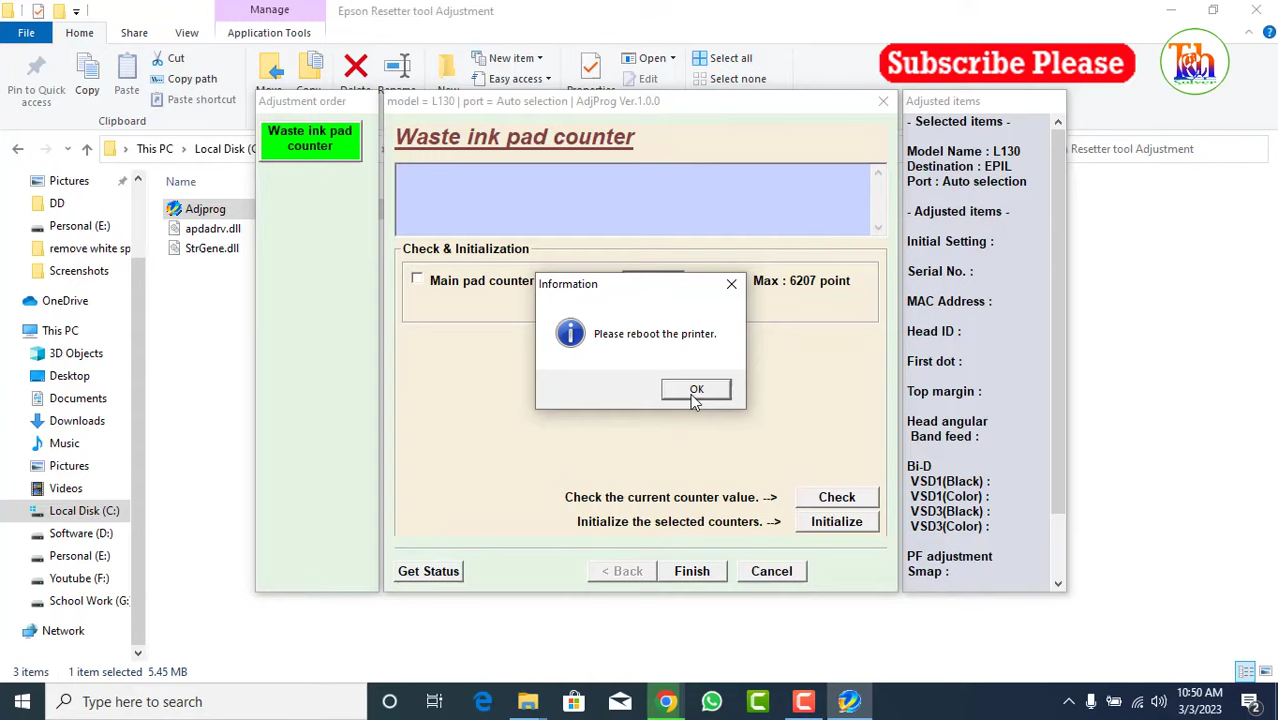 Manage
Epson Resetter tool Adjustment
File
Home
Share
View
Application Tools
Subscribe Please
Tech
Solver
Pin to Quick
access
Copy
Paste
Cut
Copy path
Paste shortcut
Clipboard
New item
Easy access
Open
Edit
Select all
Select none
This PC
Local Disk (C
Resetter tool Adjustment
Adjustment order
Waste ink pad
counter
model = L130 | port = Auto selection | AdjProg Ver.1.0.0
Waste ink pad counter
Check & Initialization
Main pad counter
Max : 6207 point
Information
Please reboot the printer.
OK
Check the current counter value. -->
Check
Initialize the selected counters. -->
Initialize
Get Status
< Back
Finish
Cancel
Adjusted items
- Selected items -
Model Name : L130
Destination : EPIL
Port : Auto selection
- Adjusted items -
Initial Setting :
Serial No. :
MAC Address :
Head ID :
First dot :
Top margin :
Head angular
Band feed :
Bi-D
VSD1(Black) :
VSD1(Color) :
VSD3(Black) :
VSD3(Color) :
PF adjustment
Smap :
Pictures
DD
Personal (E:)
remove white sp
Screenshots
OneDrive
This PC
3D Objects
Desktop
Documents
Downloads
Music
Pictures
Videos
Local Disk (C:)
Software (D:)
Personal (E:)
Youtube (F:)
School Work (G:
Network
Name
Adjprog
apdadrv.dll
StrGene.dll
3 items
1 item selected 5.45 MB
Type here to search
10:50 AM
3/3/2023
2